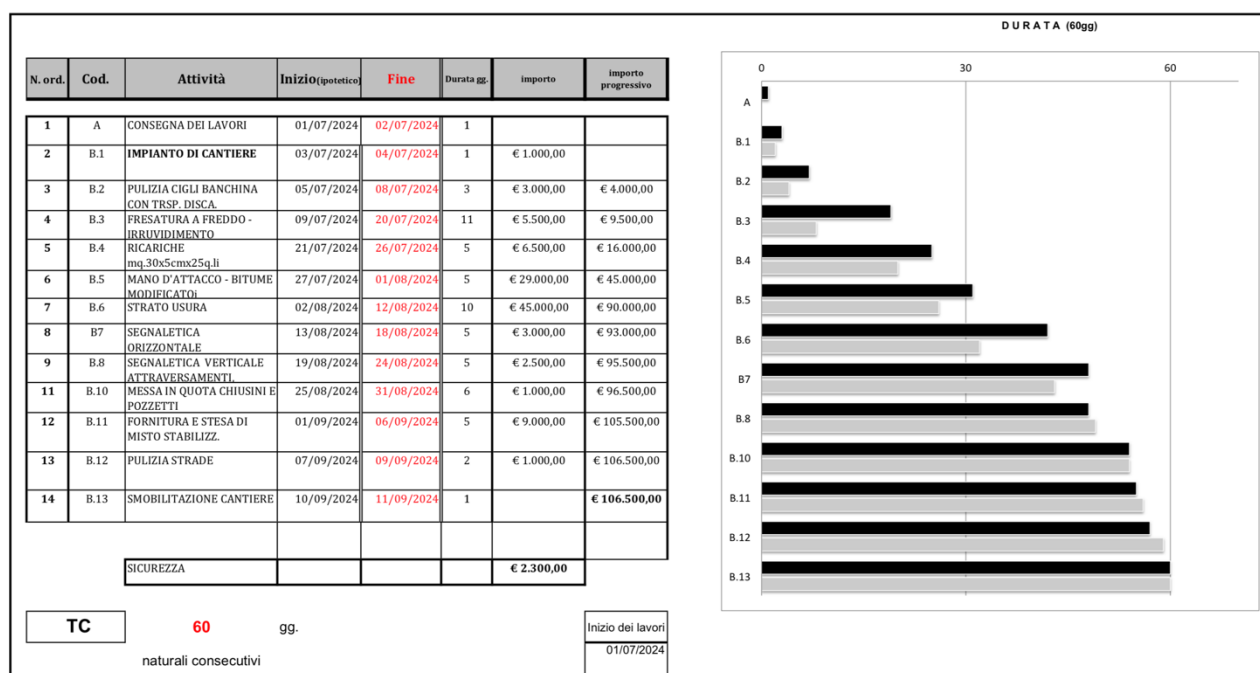 D U R A T A (60gg)
N. ord. Cod. Attività Inizio(ipotetico) Fine Durata gg. importo importo progressivo
1 A CONSEGNA DEI LAVORI 01/07/2024 02/07/2024 1
2 B.1 IMPIANTO DI CANTIERE 03/07/2024 04/07/2024 1 € 1.000,00
3 B.2 PULIZIA CIGLI BANCHINA 05/07/2024 08/07/2024 3 € 3.000,00 € 4.000,00
CON TRSP. DISCA.
4 B.3 FRESATURA A FREDDO - 09/07/2024 20/07/2024 11 € 5.500,00 € 9.500,00
IRRUVIDIMENTO
5 B.4 RICARICHE 21/07/2024 26/07/2024 5 € 6.500,00 € 16.000,00
mq.30x5cmx25q.li
6 B.5 MANO D'ATTACCO - BITUME 27/07/2024 01/08/2024 5 € 29.000,00 € 45.000,00
MODIFICATOi
7 B.6 STRATO USURA 02/08/2024 12/08/2024 10 € 45.000,00 € 90.000,00
8 B7 SEGNALETICA 13/08/2024 18/08/2024 5 € 3.000,00 € 93.000,00
ORIZZONTALE
9 B.8 SEGNALETICA VERTICALE 19/08/2024 24/08/2024 5 € 2.500,00 € 95.500,00
ATTRAVERSAMENTI.
11 B.10 MESSA IN QUOTA CHIUSINI E 25/08/2024 31/08/2024 6 € 1.000,00 € 96.500,00
POZZETTI
12 B.11 FORNITURA E STESA DI 01/09/2024 06/09/2024 5 € 9.000,00 € 105.500,00
MISTO STABILIZZ.
13 B.12 PULIZIA STRADE 07/09/2024 09/09/2024 2 € 1.000,00 € 106.500,00
14 B.13 SMOBILITAZIONE CANTIERE 10/09/2024 11/09/2024 1 € 106.500,00
SICUREZZA € 2.300,00
TC 60 gg.
naturali consecutivi
Inizio dei lavori
01/07/2024
0 30 60
A
B.1
B.2
B.3
B.4
B.5
B.6
B7
B.8
B.10
B.11
B.12
B.13